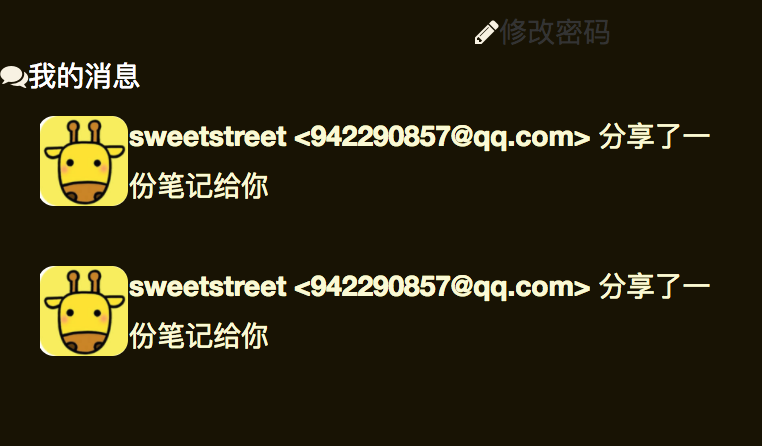 修改密码
我的消息
sweetstreet <942290857@qq.com> 分享了一
份笔记给你
sweetstreet <942290857@qq.com> 分享了一
份笔记给你